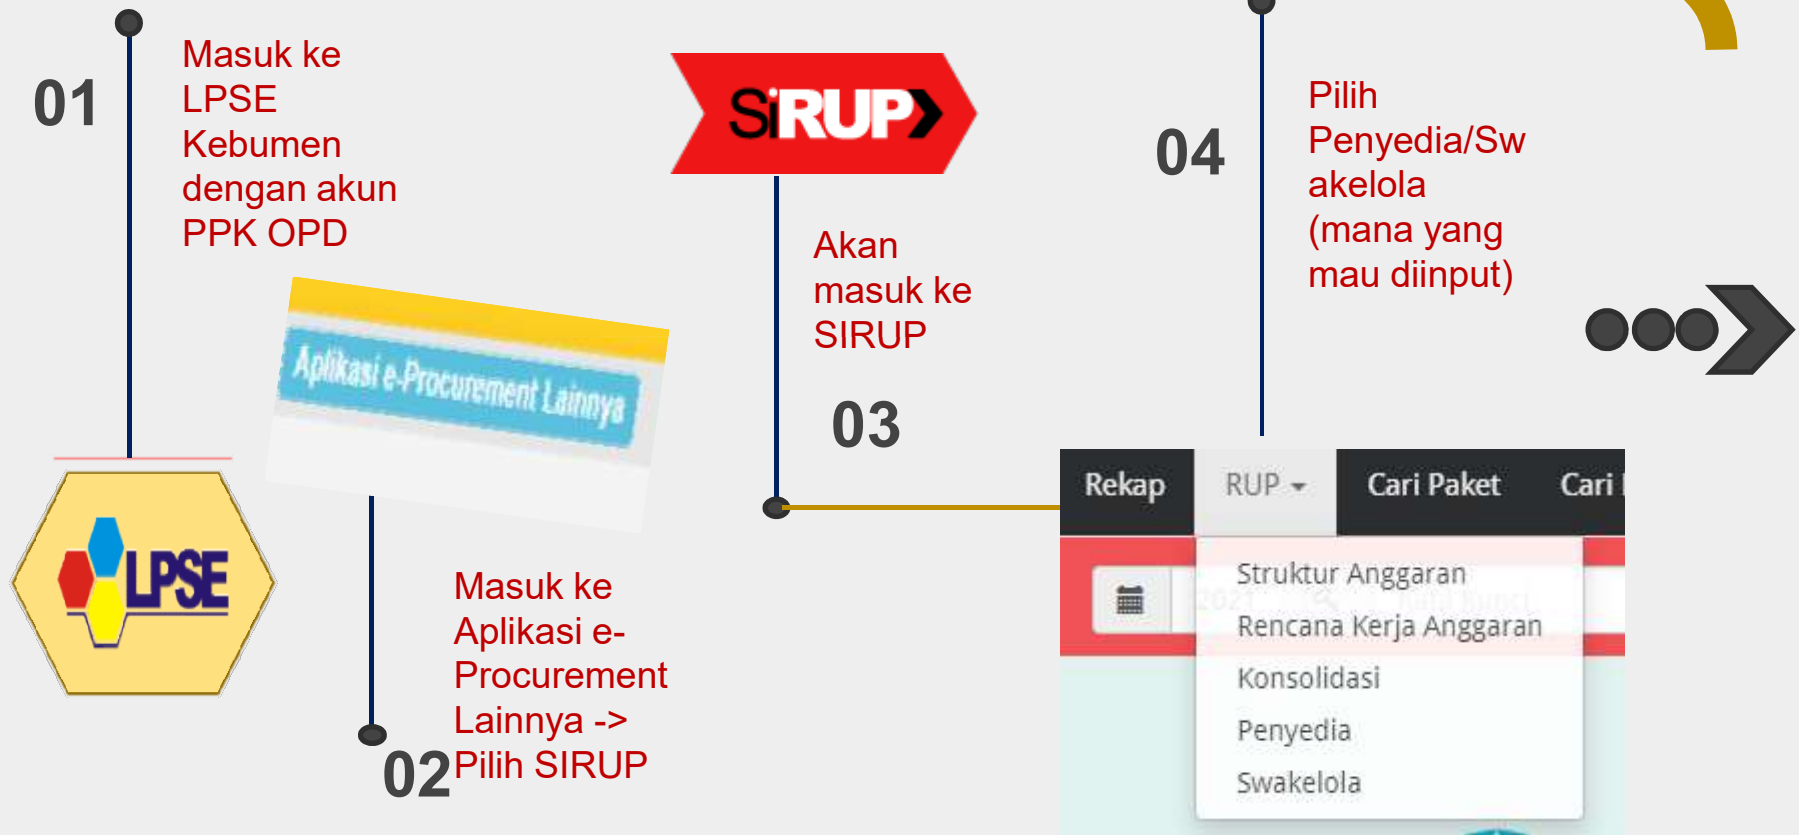 01
Masuk ke
LPSE
Kebumen
dengan akun
PPK OPD
LPSE
Aplikasi e-Procurement Lainnya
02
Masuk ke
Aplikasi e-
Procurement
Lainnya ->
Pilih SIRUP
SiRUP
Akan
masuk ke
SIRUP
03
04
Pilih
Penyedia/Sw
akelola
(mana yang
mau diinput)
Rekap RUP Cari Paket Cari
2021
Struktur Anggaran
Rencana Kerja Anggaran
Konsolidasi
Penyedia
Swakelola